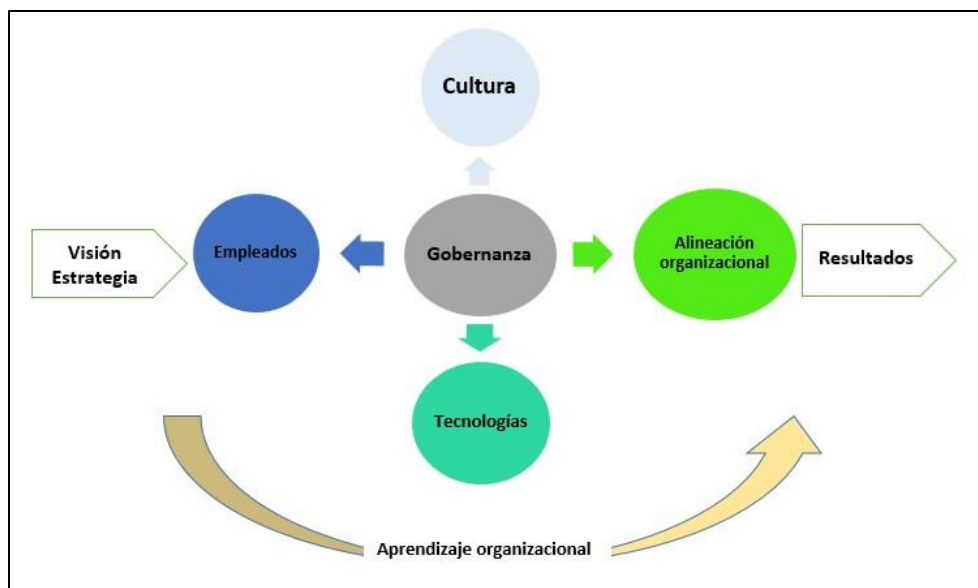 Cultura
Visión
Estrategia
Empleados
Gobernanza
Alineación
organizacional
Resultados
Tecnologías
Aprendizaje organizacional